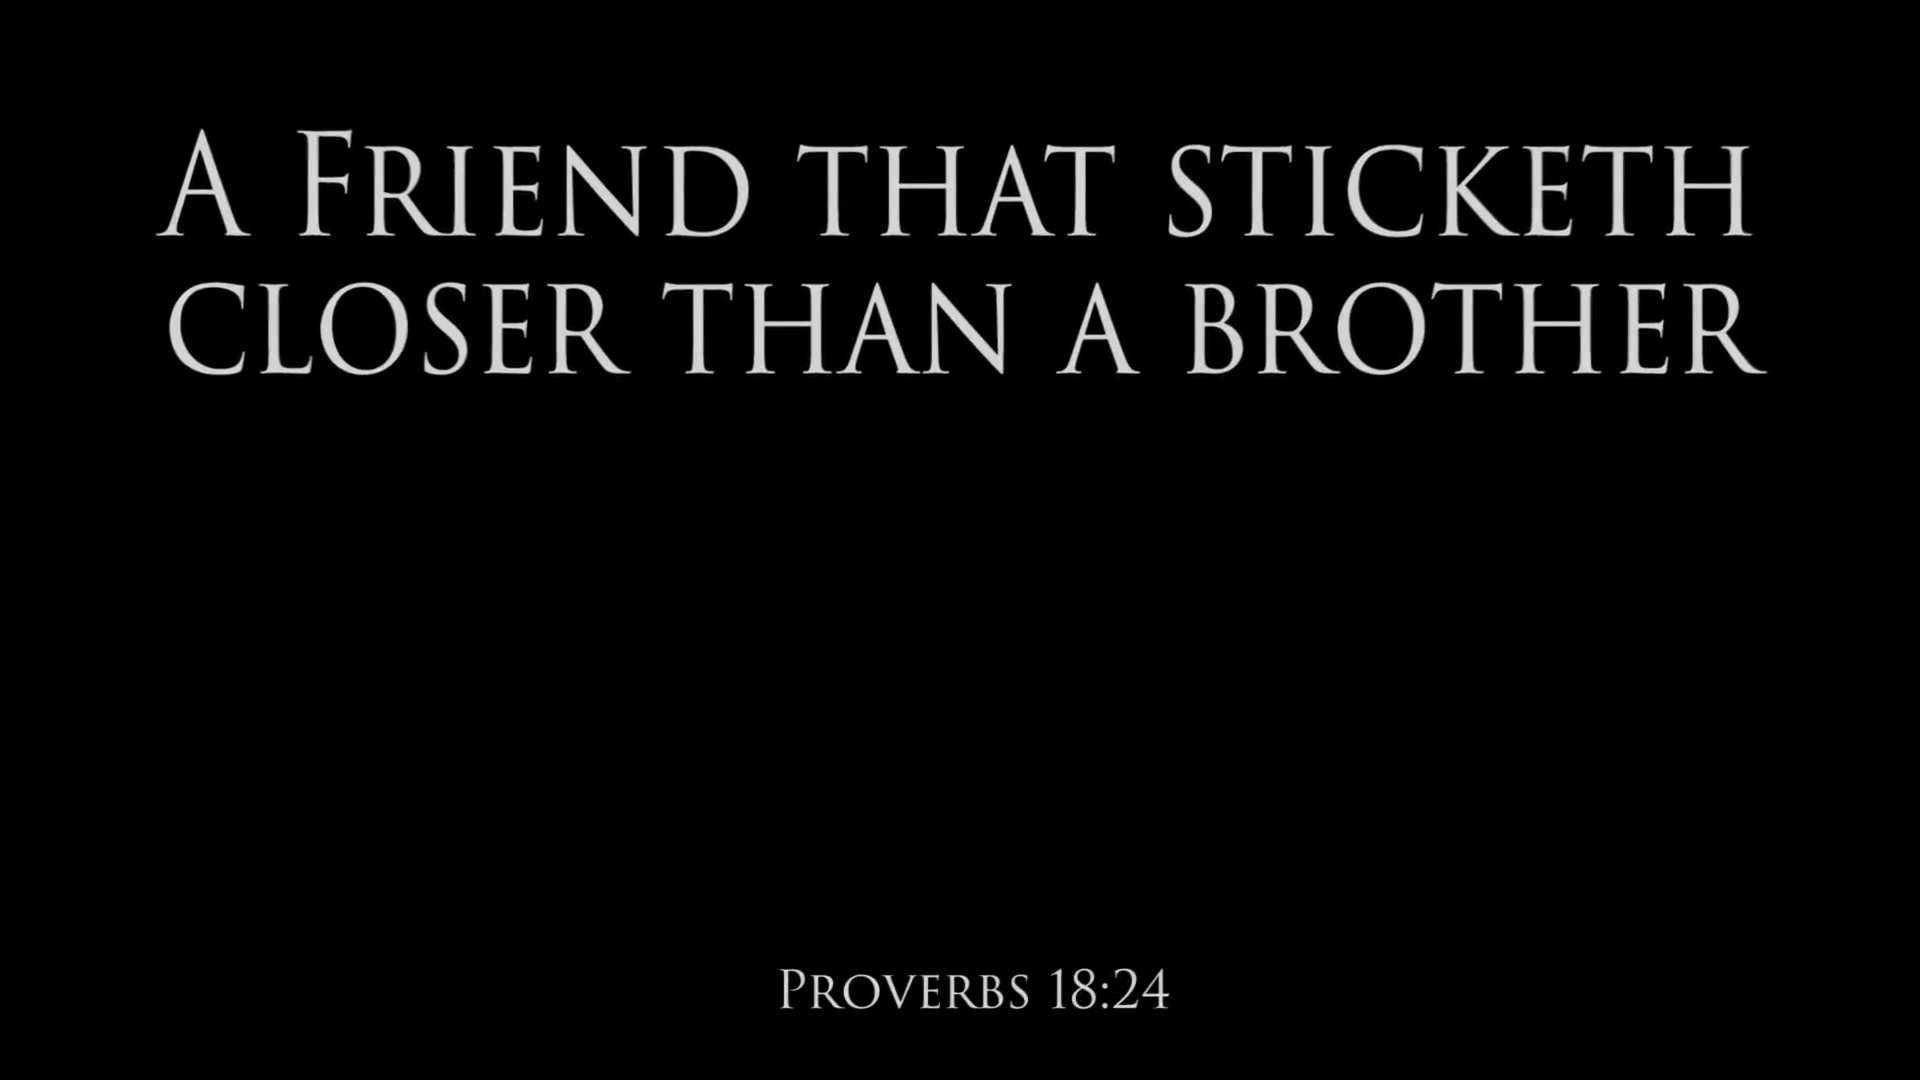 A Friend that sticketh
closer than a brother
Proverbs 18:24